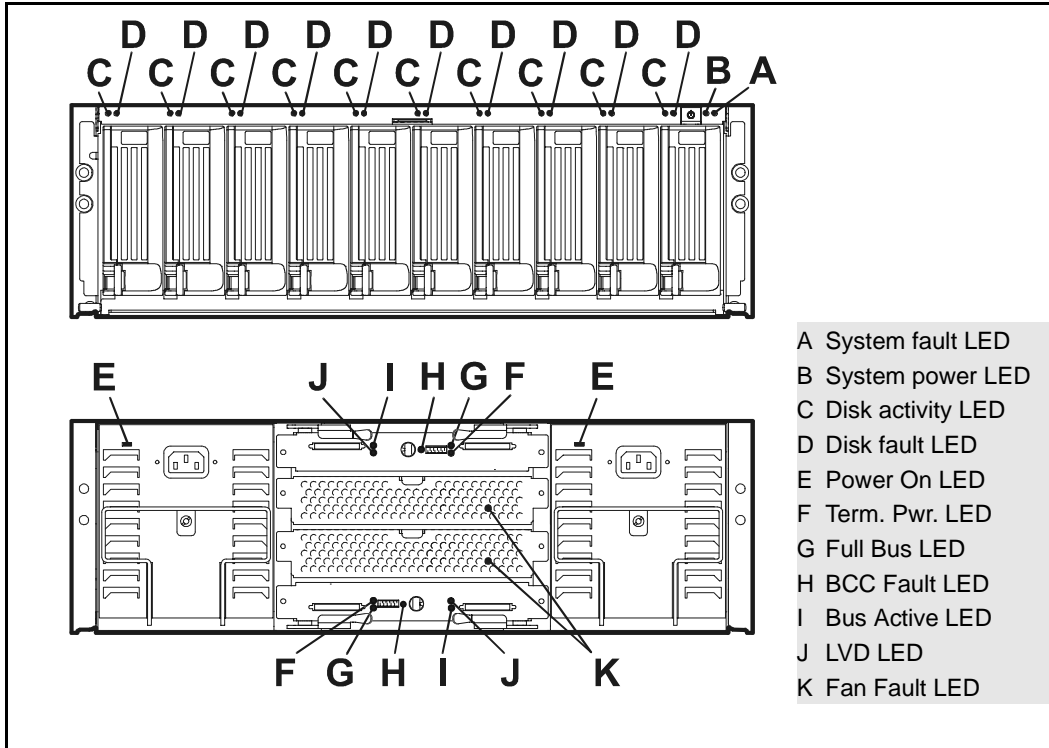 D D D D D D D D D D
C C C C C C C C C C B A
E J I H G F E
F G H I J K
A System fault LED
B System power LED
C Disk activity LED
D Disk fault LED
E Power On LED
F Term. Pwr. LED
G Full Bus LED
H BCC Fault LED
I Bus Active LED
J LVD LED
K Fan Fault LED